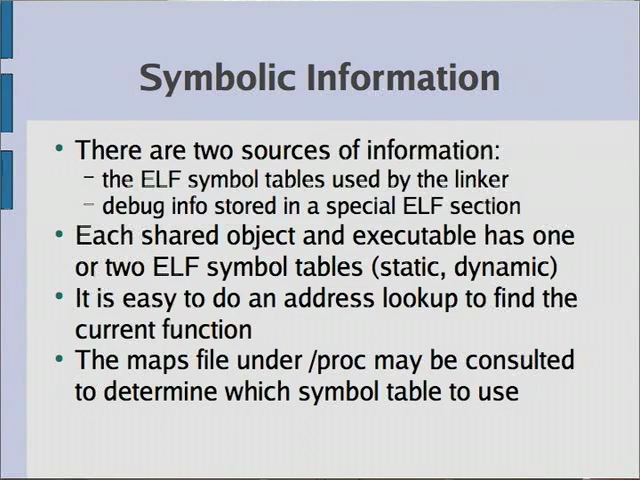 Symbolic Information
• There are two sources of information:
– the ELF symbol tables used by the linker
– debug info stored in a special ELF section
• Each shared object and executable has one
or two ELF symbol tables (static, dynamic)
• It is easy to do an address lookup to find the
current function
• The maps file under /proc may be consulted
to determine which symbol table to use